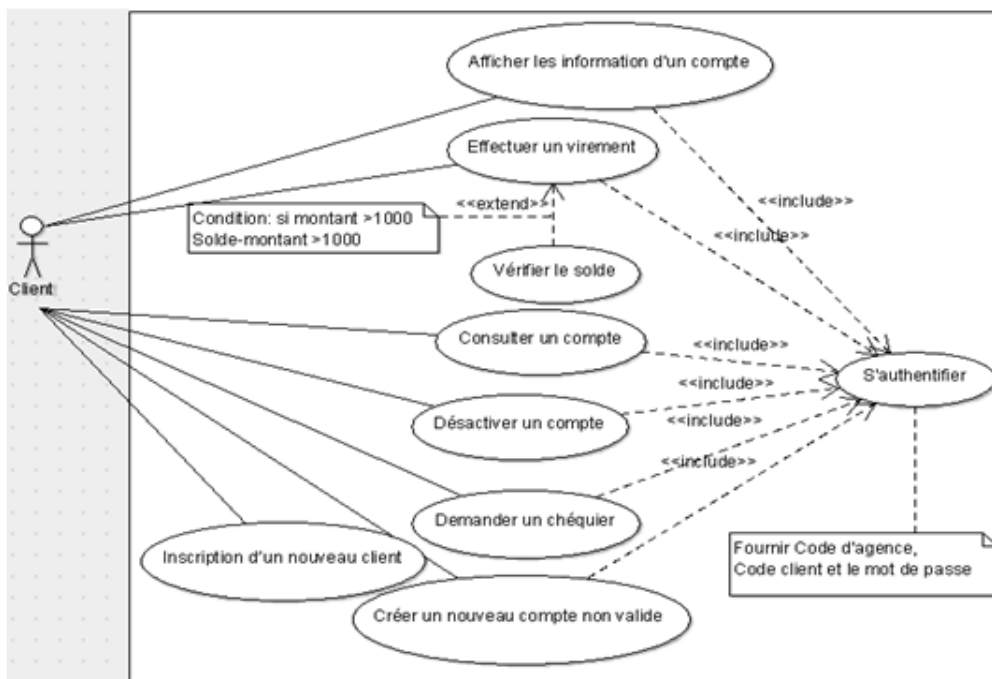 Afficher les information d'un compte
Effectuer un virement
<<include>>
<<extend>>
Condition: si montant >1000
Solde-montant >1000
<<include>>
Vérifier le solde
Client
Consulter un compte
<<include>>
S'authentifier
<<include>>
Désactiver un compte
<<include>>
<<include>>
Demander un chéquier
Inscription d'un nouveau client
Fournir Code d'agence,
Code client et le mot de passe
Créer un nouveau compte non valide